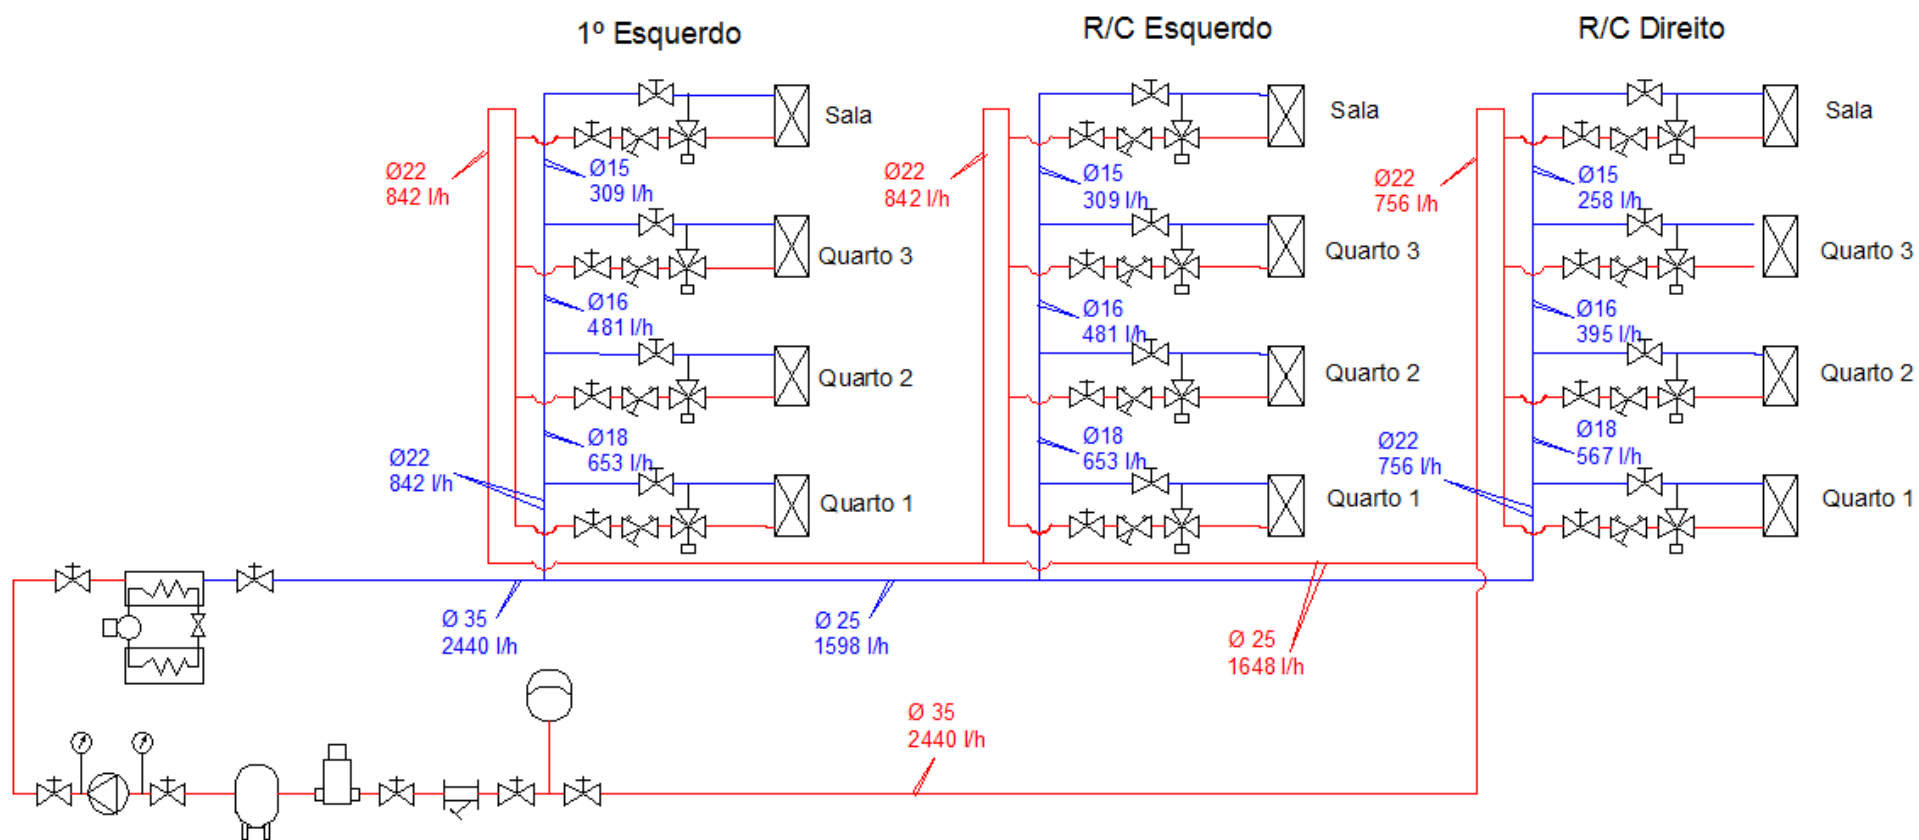 1º Esquerdo
R/C Esquerdo
R/C Direito
Sala
Sala
Sala
Ø22
842 l/h
Ø15
309 l/h
Ø22
842 l/h
Ø15
309 l/h
Ø22
756 l/h
Ø15
258 l/h
Quarto 3
Quarto 3
Quarto 3
Ø16
481 l/h
Ø16
481 l/h
Ø16
395 l/h
Quarto 2
Quarto 2
Quarto 2
Ø22
842 l/h
Ø18
653 l/h
Ø18
653 l/h
Ø22
756 l/h
Ø18
567 l/h
Quarto 1
Quarto 1
Quarto 1
Ø 35
2440 l/h
Ø 25
1598 l/h
Ø 25
1648 l/h
Ø 35
2440 l/h